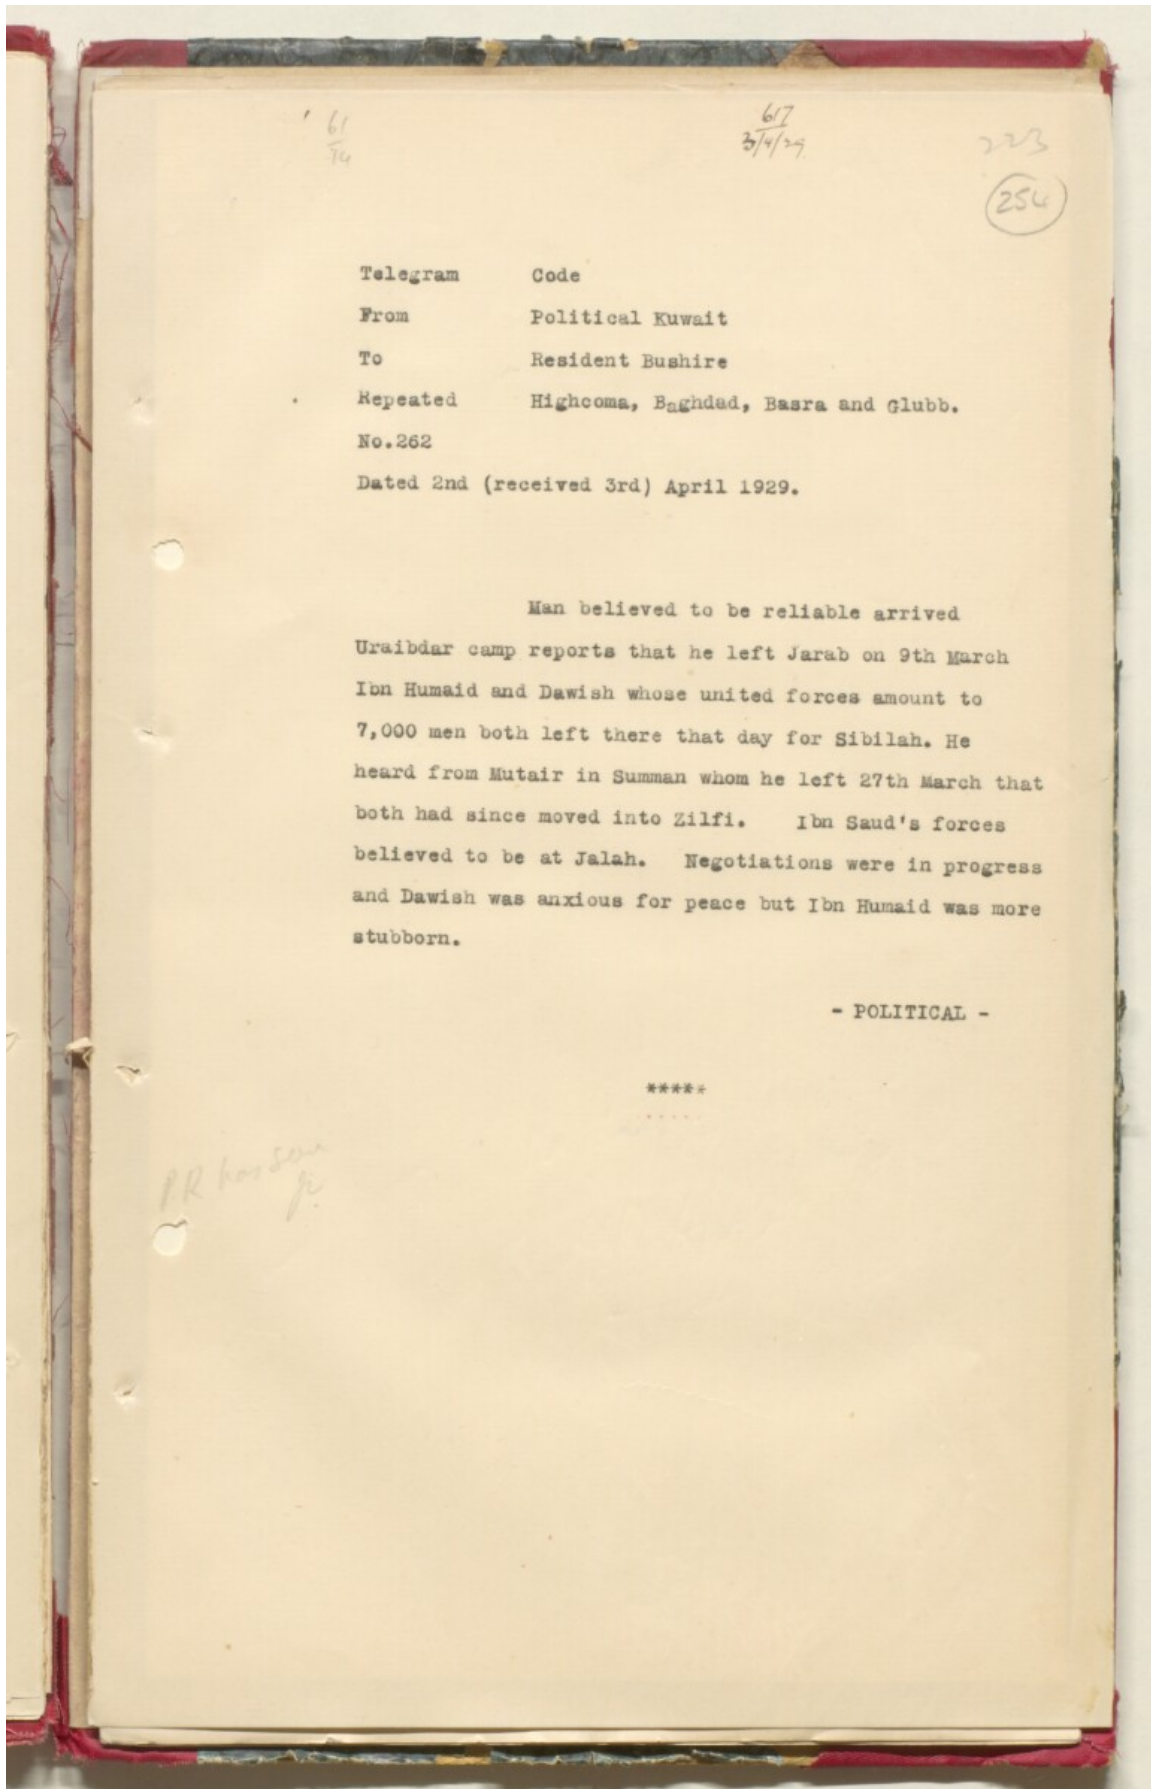 61
14
617
3/4/29
223
254
Telegram Code
From Political Kuwait
To Resident Bushire
Repeated Highcoma, Baghdad, Basra and Glubb.
No.262
Dated 2nd (received 3rd) April 1929.
Man believed to be reliable arrived
Uraibdar camp reports that he left Jarab on 9th March
Ibn Humaid and Dawish whose united forces amount to
7,000 men both left there that day for Sibilah. He
heard from Mutair in Summan whom he left 27th March that
both had since moved into Zilfi. Ibn Saud's forces
believed to be at Jalah. Negotiations were in progress
and Dawish was anxious for peace but Ibn Humaid was more
stubborn.
- POLITICAL -
*****
P.R has seen